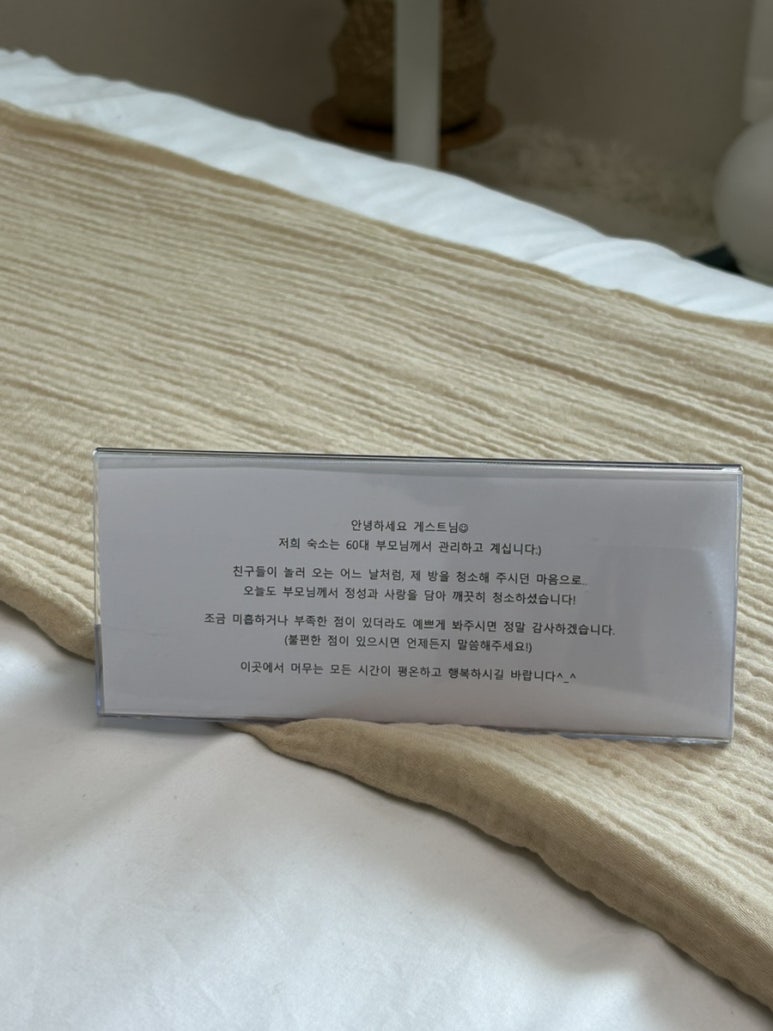 안녕하세요 게스트님☺
저희 숙소는 60대 부모님께서 관리하고 계십니다:)
친구들이 놀러 오는 어느 날처럼, 제 방을 청소해 주시던 마음으로..
오늘도 부모님께서 정성과 사랑을 담아 깨끗히 청소하셨습니다!
조금 미흡하거나 부족한 점이 있더라도 예쁘게 봐주시면 정말 감사하겠습니다.
(불편한 점이 있으시면 언제든지 말씀해주세요!)
이곳에서 머무는 모든 시간이 평온하고 행복하시길 바랍니다^_^